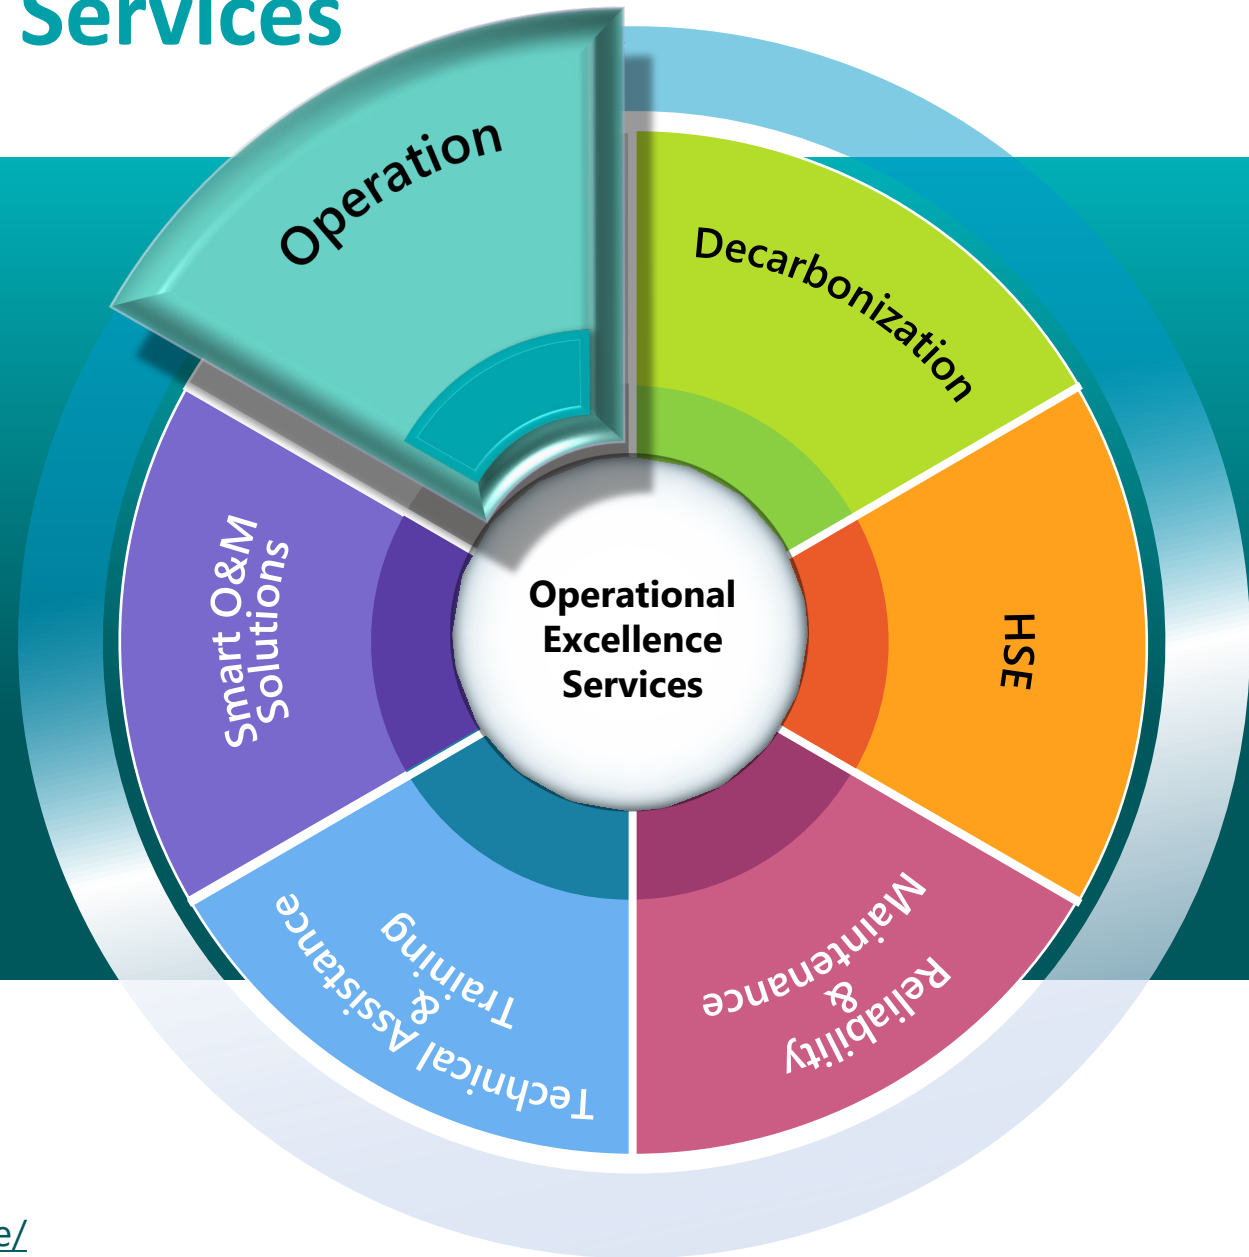 Services
Operation
Decarbonization
HSE
Reliability
&
Maintenance
Technical Assistance
&
Training
Smart O&M
Solutions
Operational
Excellence
Services
e/